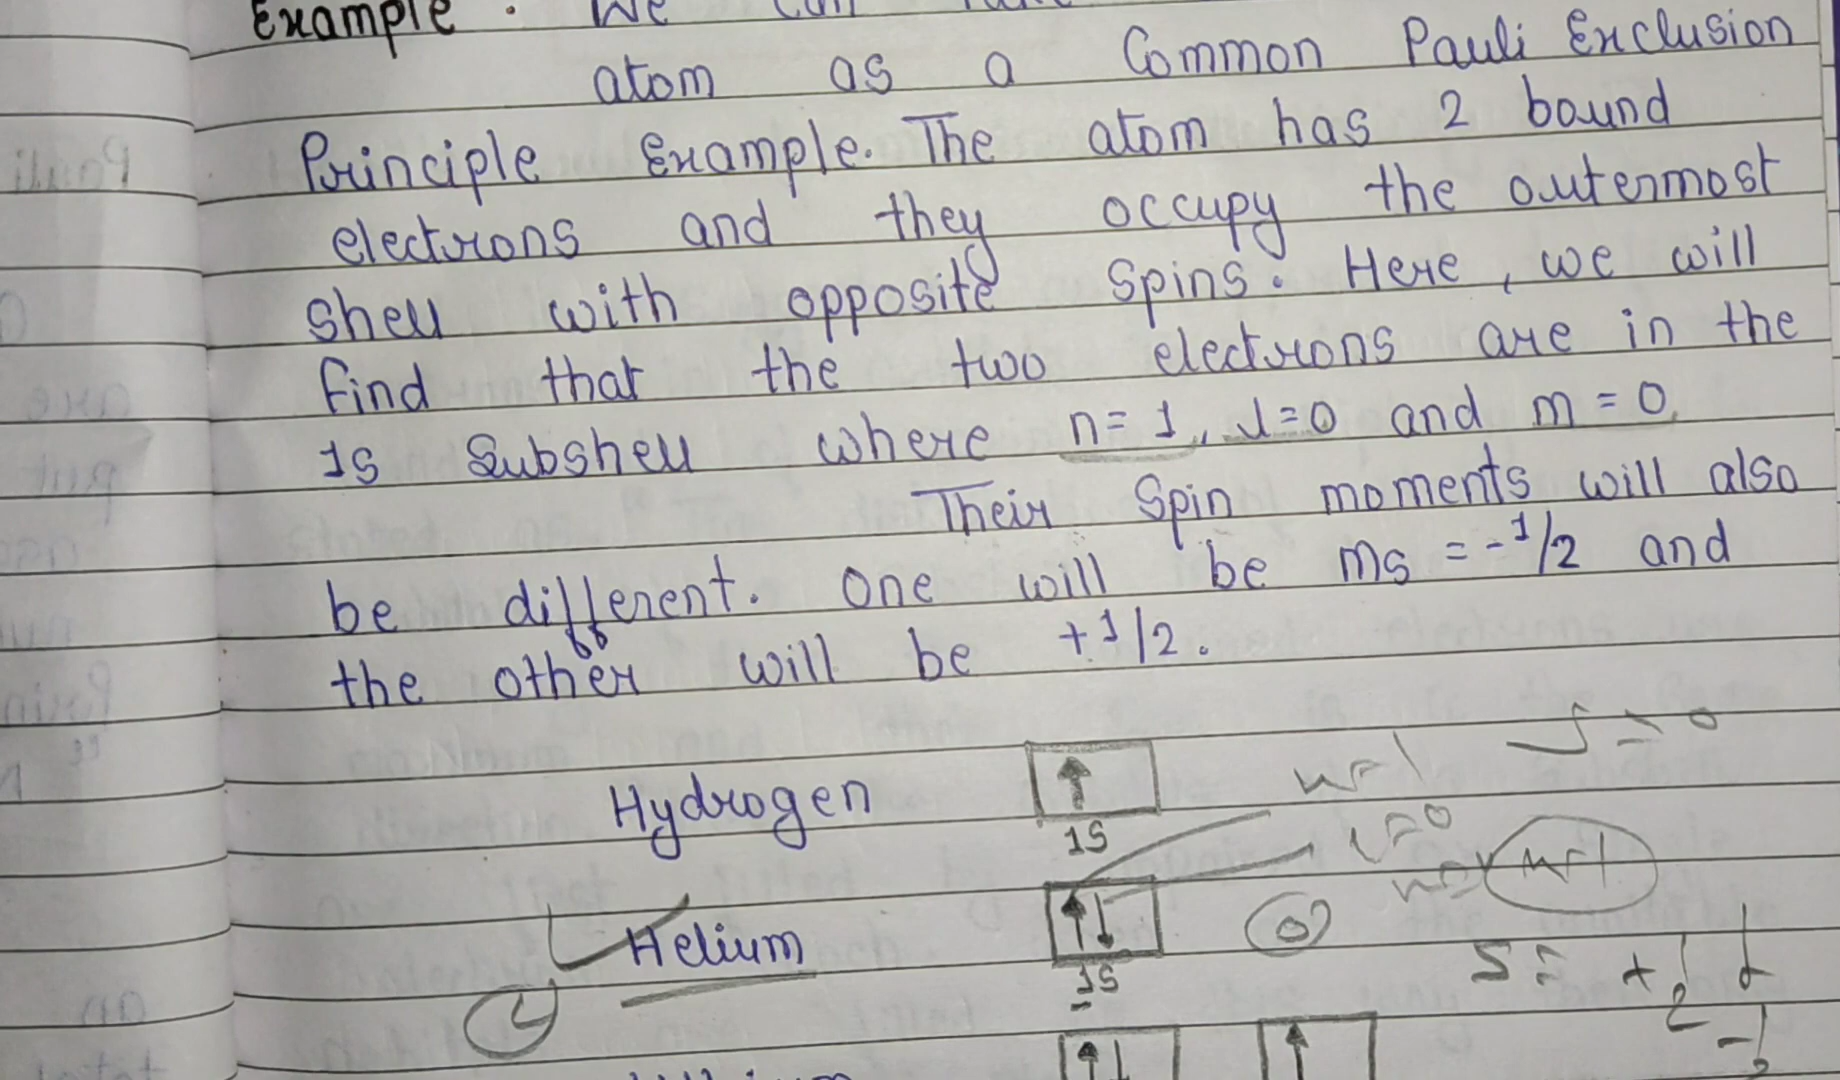 Example : We can
atom as a Common Pauli Exclusion
Principle Example. The atom has 2 bound
electrons and they occupy the outermost
shell with opposite spins. Here, we will
find that the two electrons are in the
1s Subshell where n=1, l=0 and m=0
Their Spin moments will also
be different. One will be ms = -1/2 and
the other will be +1/2.
Hydrogen
1S
Helium
1S